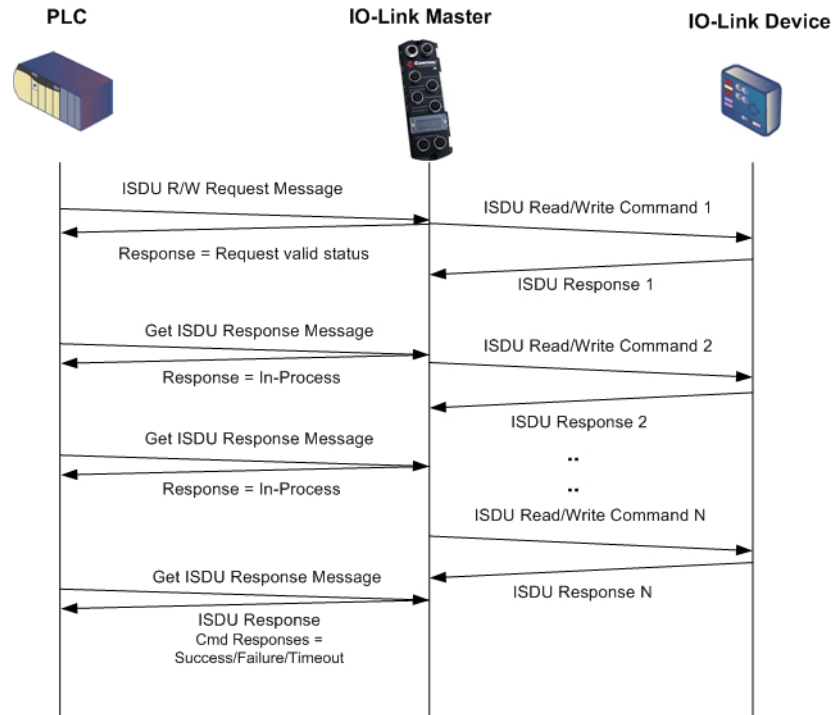 PLC
IO-Link Master
IO-Link Device
COMTROL
ISDU R/W Request Message
ISDU Read/Write Command 1
Response = Request valid status
ISDU Response 1
Get ISDU Response Message
ISDU Read/Write Command 2
Response = In-Process
ISDU Response 2
Get ISDU Response Message
..
Response = In-Process
..
ISDU Read/Write Command N
Get ISDU Response Message
ISDU Response N
ISDU Response
Cmd Responses =
Success/Failure/Timeout